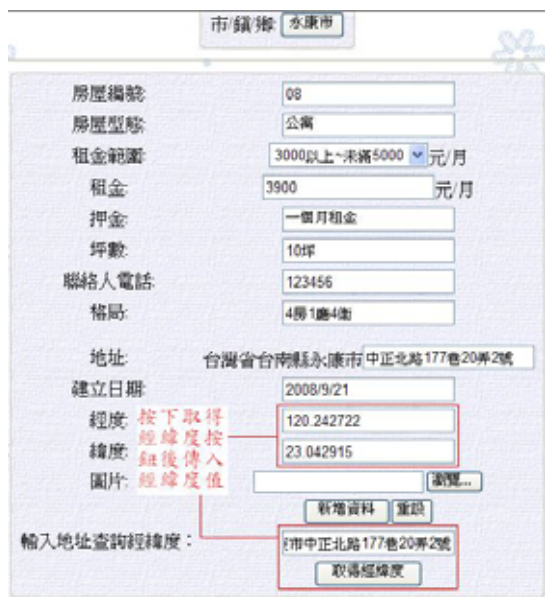 市/鎮/鄉: 永康市
房屋編號: 08
房屋型態: 公寓
租金範圍: 3000以上~未滿5000 元/月
租金: 3900 元/月
押金: 一個月租金
坪數: 10坪
聯絡人電話: 123456
格局: 4房1廳4衛
地址: 台灣省台南縣永康市 中正北路177巷20弄2號
建立日期: 2008/9/21
經度: 120.242722
緯度: 23.042915
按下取得
經緯度按
鈕後傳入
經緯度值
圖片: 瀏覽...
新增資料 重設
輸入地址查詢經緯度： 市中正北路177巷20弄2號
取得經緯度